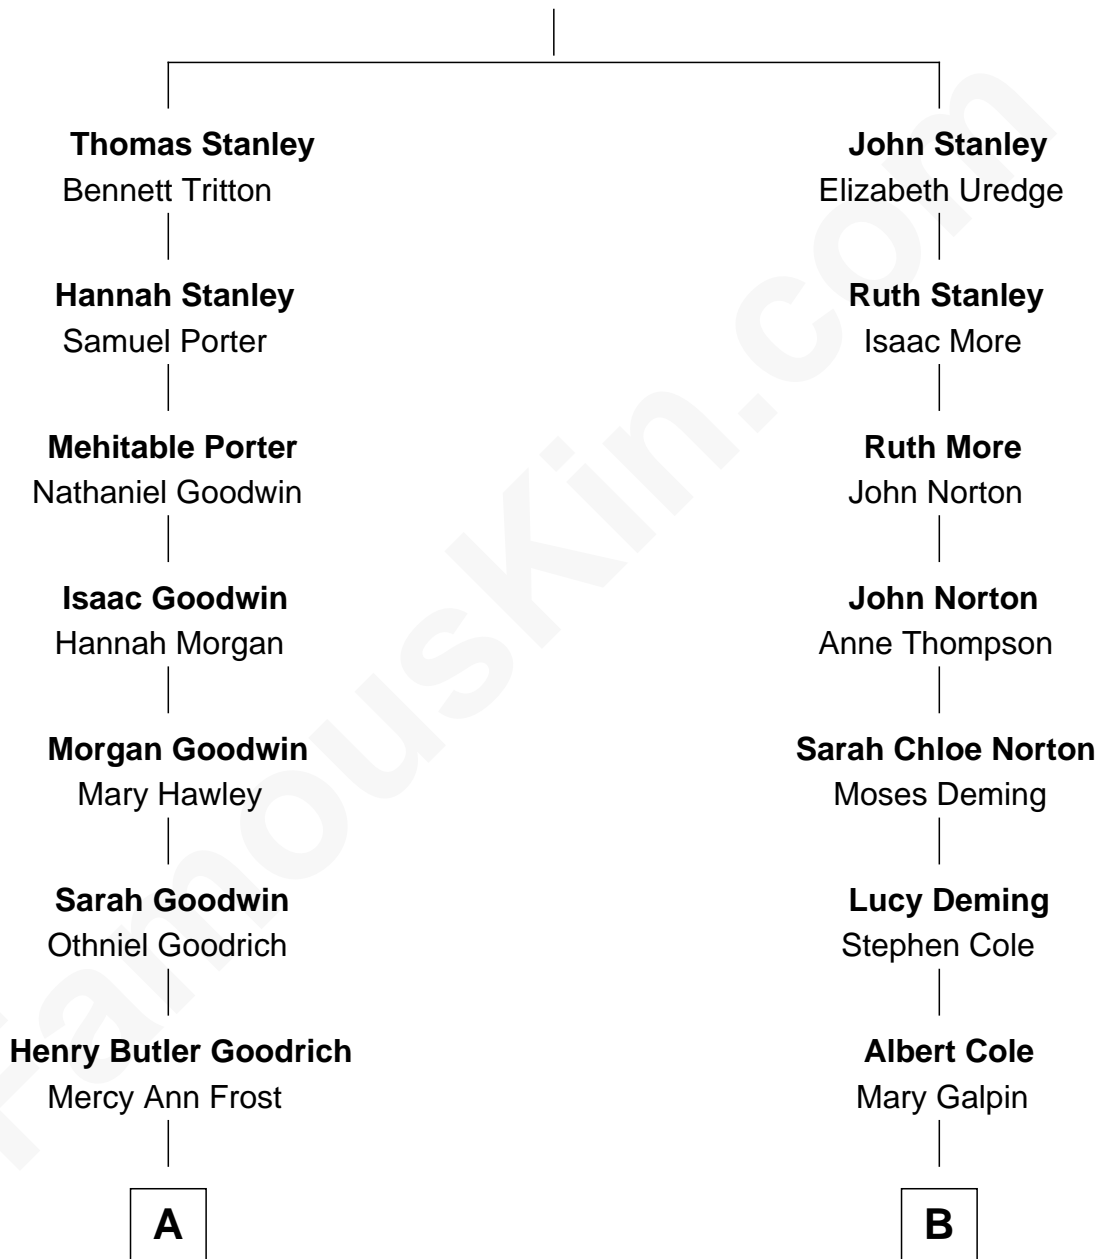 Thomas Stanley
Bennett Tritton
Hannah Stanley
Samuel Porter
Mehitable Porter
Nathaniel Goodwin
Isaac Goodwin
Hannah Morgan
Morgan Goodwin
Mary Hawley
Sarah Goodwin
Othniel Goodrich
Henry Butler Goodrich
Mercy Ann Frost
A
John Stanley
Elizabeth Uredge
Ruth Stanley
Isaac More
Ruth More
John Norton
John Norton
Anne Thompson
Sarah Chloe Norton
Moses Deming
Lucy Deming
Stephen Cole
Albert Cole
Mary Galpin
B
FamousKin.com